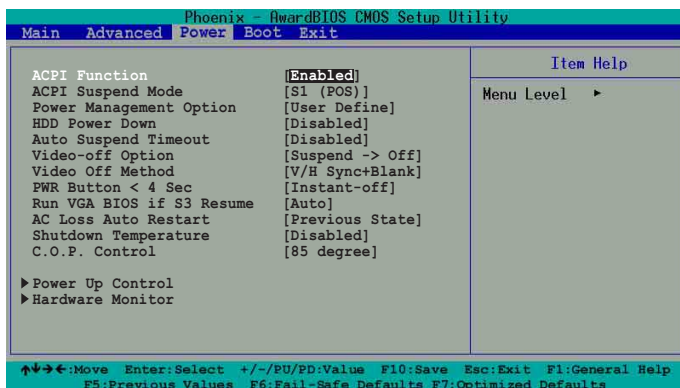 Phoenix - AwardBIOS CMOS Setup Utility
Main Advanced Power Boot Exit
ACPI Function [Enabled]
ACPI Suspend Mode [S1 (POS)]
Power Management Option [User Define]
HDD Power Down [Disabled]
Auto Suspend Timeout [Disabled]
Video-off Option [Suspend -> Off]
Video Off Method [V/H Sync+Blank]
PWR Button < 4 Sec [Instant-off]
Run VGA BIOS if S3 Resume [Auto]
AC Loss Auto Restart [Previous State]
Shutdown Temperature [Disabled]
C.O.P. Control [85 degree]
▶Power Up Control
▶Hardware Monitor
Item Help
Menu Level ▶
↑↓→←:Move Enter:Select +/-/PU/PD:Value F10:Save Esc:Exit F1:General Help
F5:Previous Values F6:Fail-Safe Defaults F7:Optimized Defaults